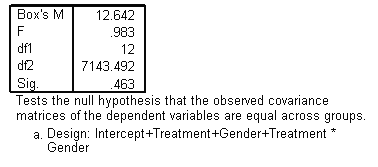 Box's M 12.642
F .983
df1 12
df2 7143.492
Sig. .463
Tests the null hypothesis that the observed covariance
matrices of the dependent variables are equal across groups.
a. Design: Intercept+Treatment+Gender+Treatment *
Gender